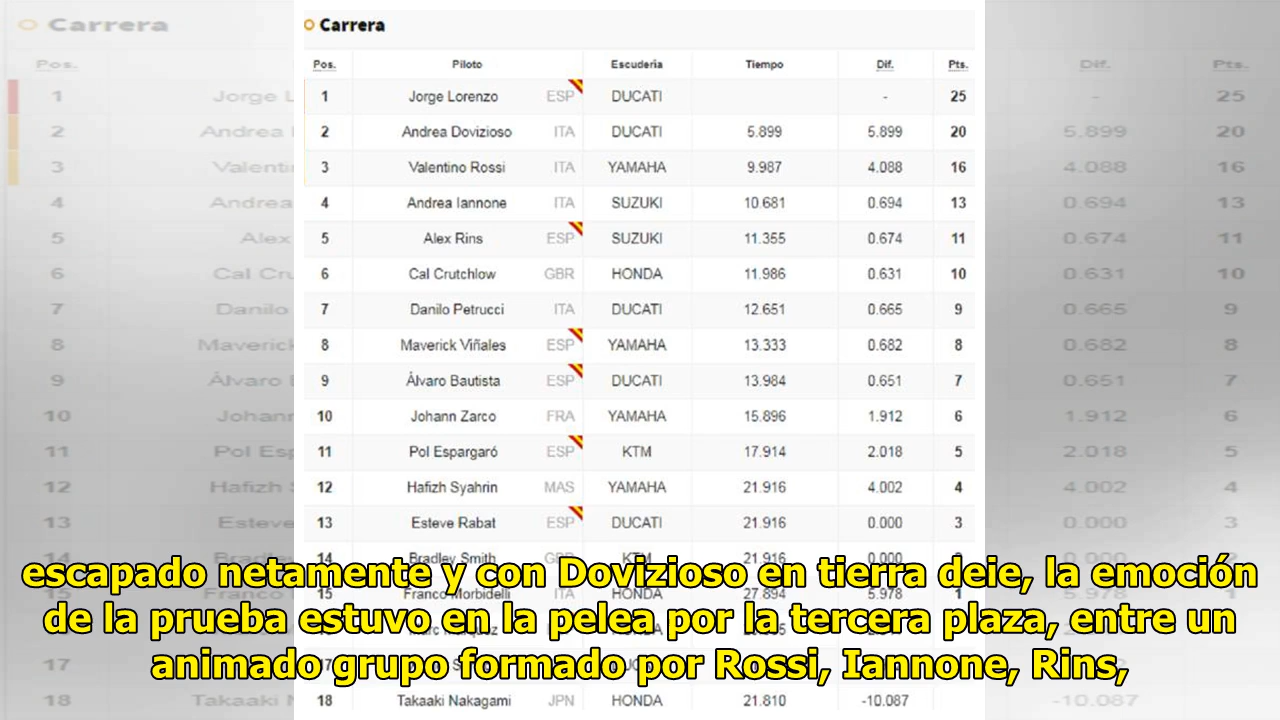 Carrera
Pos. Piloto Escudería Tiempo Dif. Pts.
1 Jorge Lorenzo ESP DUCATI - 25
2 Andrea Dovizioso ITA DUCATI 5.899 5.899 20
3 Valentino Rossi ITA YAMAHA 9.987 4.088 16
4 Andrea Iannone ITA SUZUKI 10.681 0.694 13
5 Alex Rins ESP SUZUKI 11.355 0.674 11
6 Cal Crutchlow GBR HONDA 11.986 0.631 10
7 Danilo Petrucci ITA DUCATI 12.651 0.665 9
8 Maverick Viñales ESP YAMAHA 13.333 0.682 8
9 Álvaro Bautista ESP DUCATI 13.984 0.651 7
10 Johann Zarco FRA YAMAHA 15.896 1.912 6
11 Pol Espargaró ESP KTM 17.914 2.018 5
12 Hafizh Syahrin MAS YAMAHA 21.916 4.002 4
13 Esteve Rabat ESP DUCATI 21.916 0.000 3
14 Bradley Smith GBR KTM 21.916 0.000
15 Franco Morbidelli ITA HONDA 27.894 5.978 1
17
18 Takaaki Nakagami JPN HONDA 21.810 -10.087
escapado netamente y con Dovizioso en tierra deie, la emoción
de la prueba estuvo en la pelea por la tercera plaza, entre un
animado grupo formado por Rossi, Iannone, Rins,